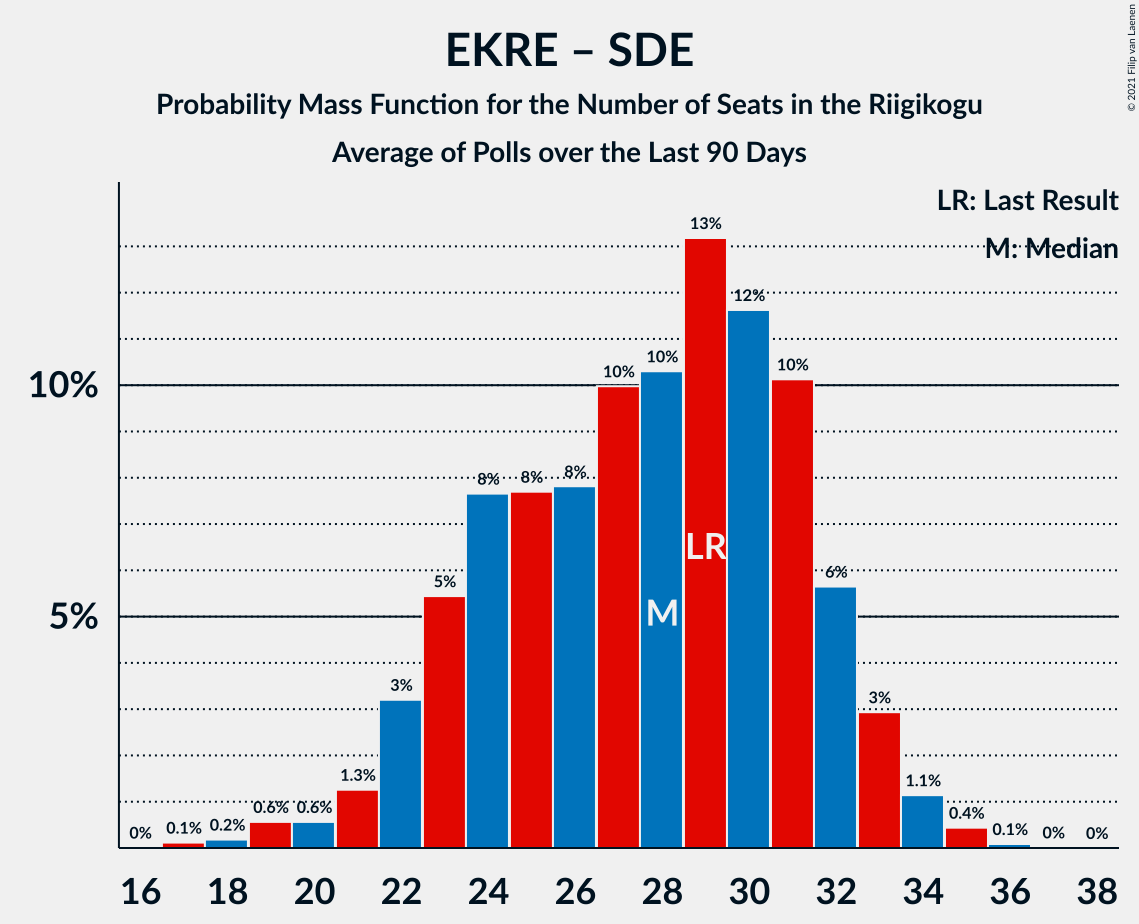 EKRE – SDE
Probability Mass Function for the Number of Seats in the Riigikogu
Average of Polls over the Last 90 Days
© 2021 Filip van Laenen
LR: Last Result
M: Median
13%
12%
10%
10%
10%
10%
8%
8%
8%
LR
6%
5%
M
5%
3%
3%
1.3%
1.1%
0.6%
0.6%
0.4%
0%
0.1%
0.2%
0.1%
0%
0%
16 18 20 22 24 26 28 30 32 34 36 38